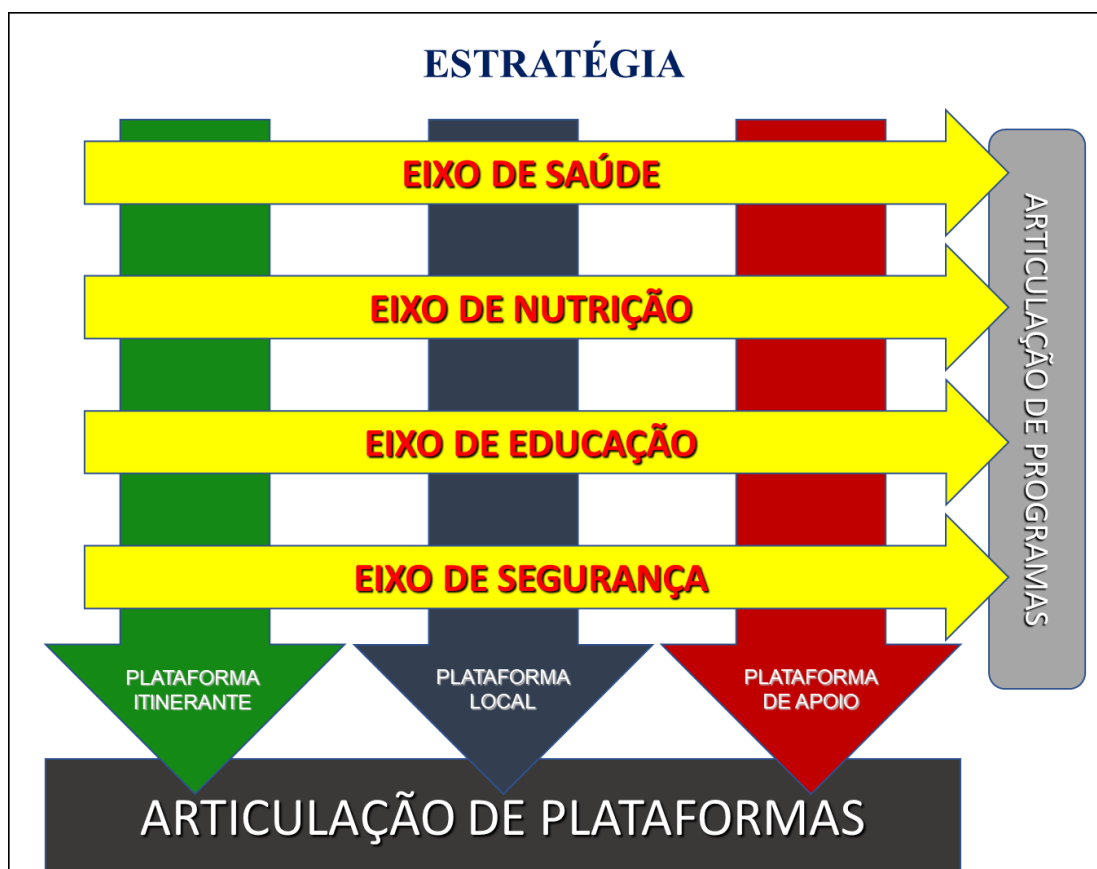 ESTRATÉGIA
EIXO DE SAÚDE
EIXO DE NUTRIÇÃO
EIXO DE EDUCAÇÃO
EIXO DE SEGURANÇA
ARTICULAÇÃO DE PROGRAMAS
PLATAFORMA
ITINERANTE
PLATAFORMA
LOCAL
PLATAFORMA
DE APOIO
ARTICULAÇÃO DE PLATAFORMAS